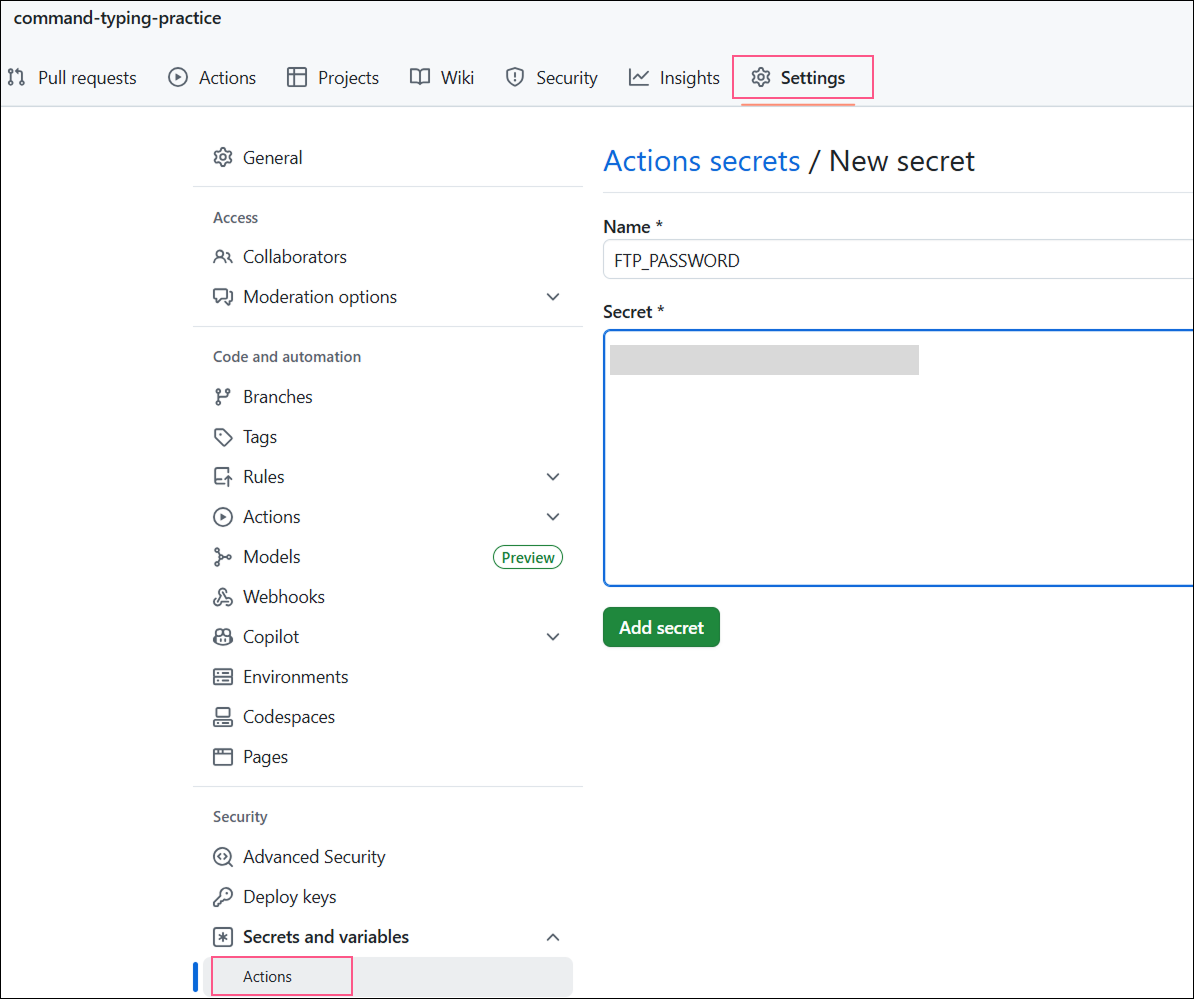 command-typing-practice
Pull requests Actions Projects Wiki Security Insights Settings
General
Access
Collaborators
Moderation options
Code and automation
Branches
Tags
Rules
Actions
Models Preview
Webhooks
Copilot
Environments
Codespaces
Pages
Security
Advanced Security
Deploy keys
Secrets and variables
Actions
Actions secrets / New secret
Name *
FTP_PASSWORD
Secret *
Add secret